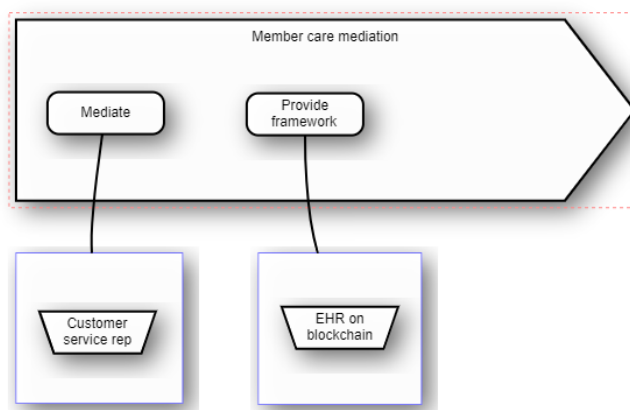 Member care mediation
Mediate
Provide
framework
Customer
service rep
EHR on
blockchain